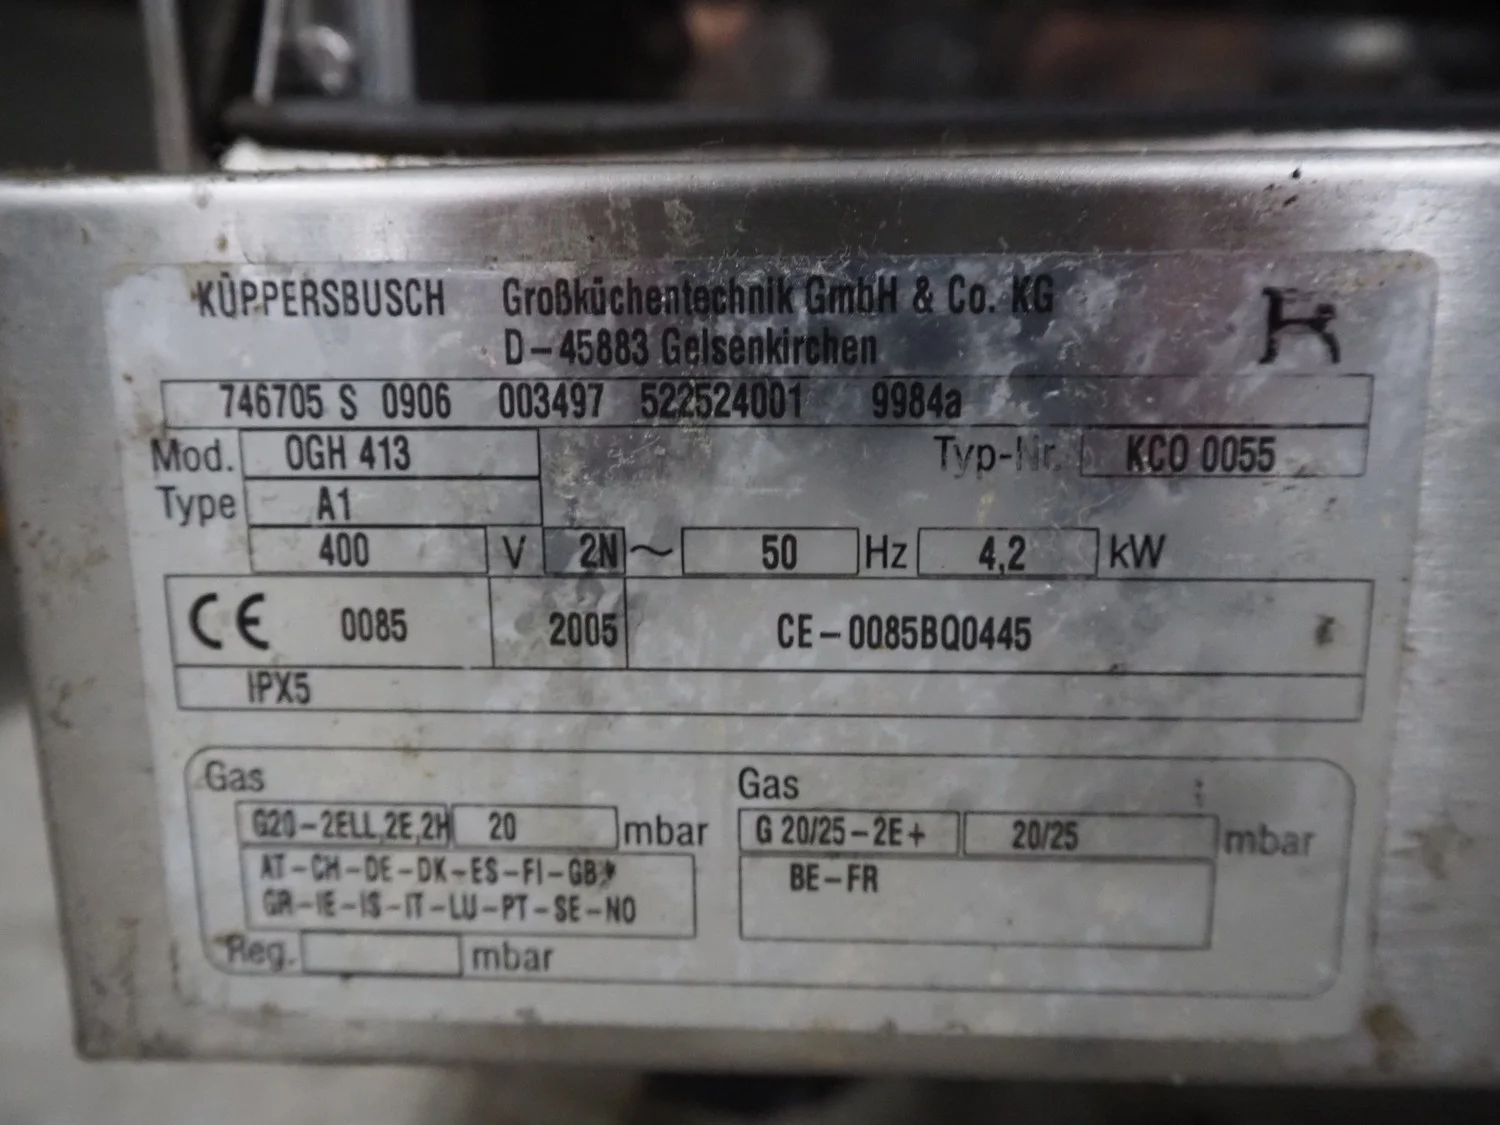 KÜPPERSBUSCH Großküchentechnik GmbH & Co. KG
D-45883 Gelsenkirchen
746705 S 0906 003497 522524001 9984a
Mod. OGH 413 Typ-Nr. KCO 0055
Type A1
400 V 2N ~ 50 Hz 4,2 kW
CE 0085 2005 CE-0085BQ0445
IPX5
Gas Gas
G20-2ELL,2E,2H 20 mbar G 20/25-2E+ 20/25 mbar
AT-CH-DE-DK-ES-FI-GB BE-FR
GR-IE-IS-IT-LU-PT-SE-NO
Reg. mbar